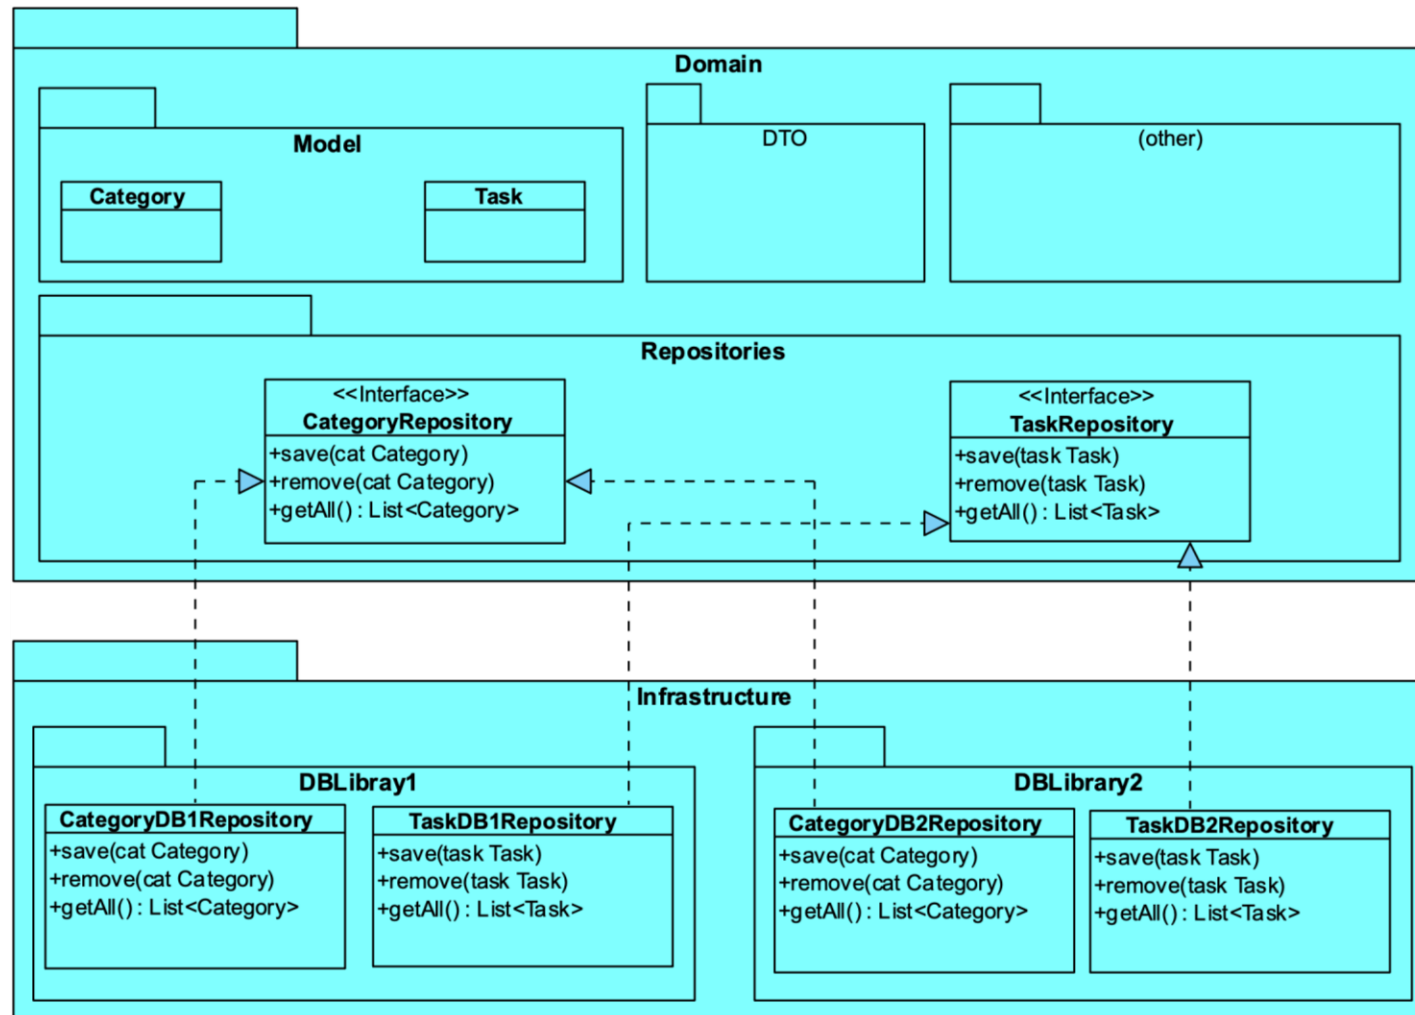 Domain
Model
Category
Task
DTO
(other)
Repositories
<<Interface>>
CategoryRepository
+save(cat Category)
+remove(cat Category)
+getAll() : List<Category>
<<Interface>>
TaskRepository
+save(task Task)
+remove(task Task)
+getAll() : List<Task>
Infrastructure
DBLibray1
CategoryDB1Repository
+save(cat Category)
+remove(cat Category)
+getAll() : List<Category>
TaskDB1Repository
+save(task Task)
+remove(task Task)
+getAll() : List<Task>
DBLibrary2
CategoryDB2Repository
+save(cat Category)
+remove(cat Category)
+getAll() : List<Category>
TaskDB2Repository
+save(task Task)
+remove(task Task)
+getAll() : List<Task>